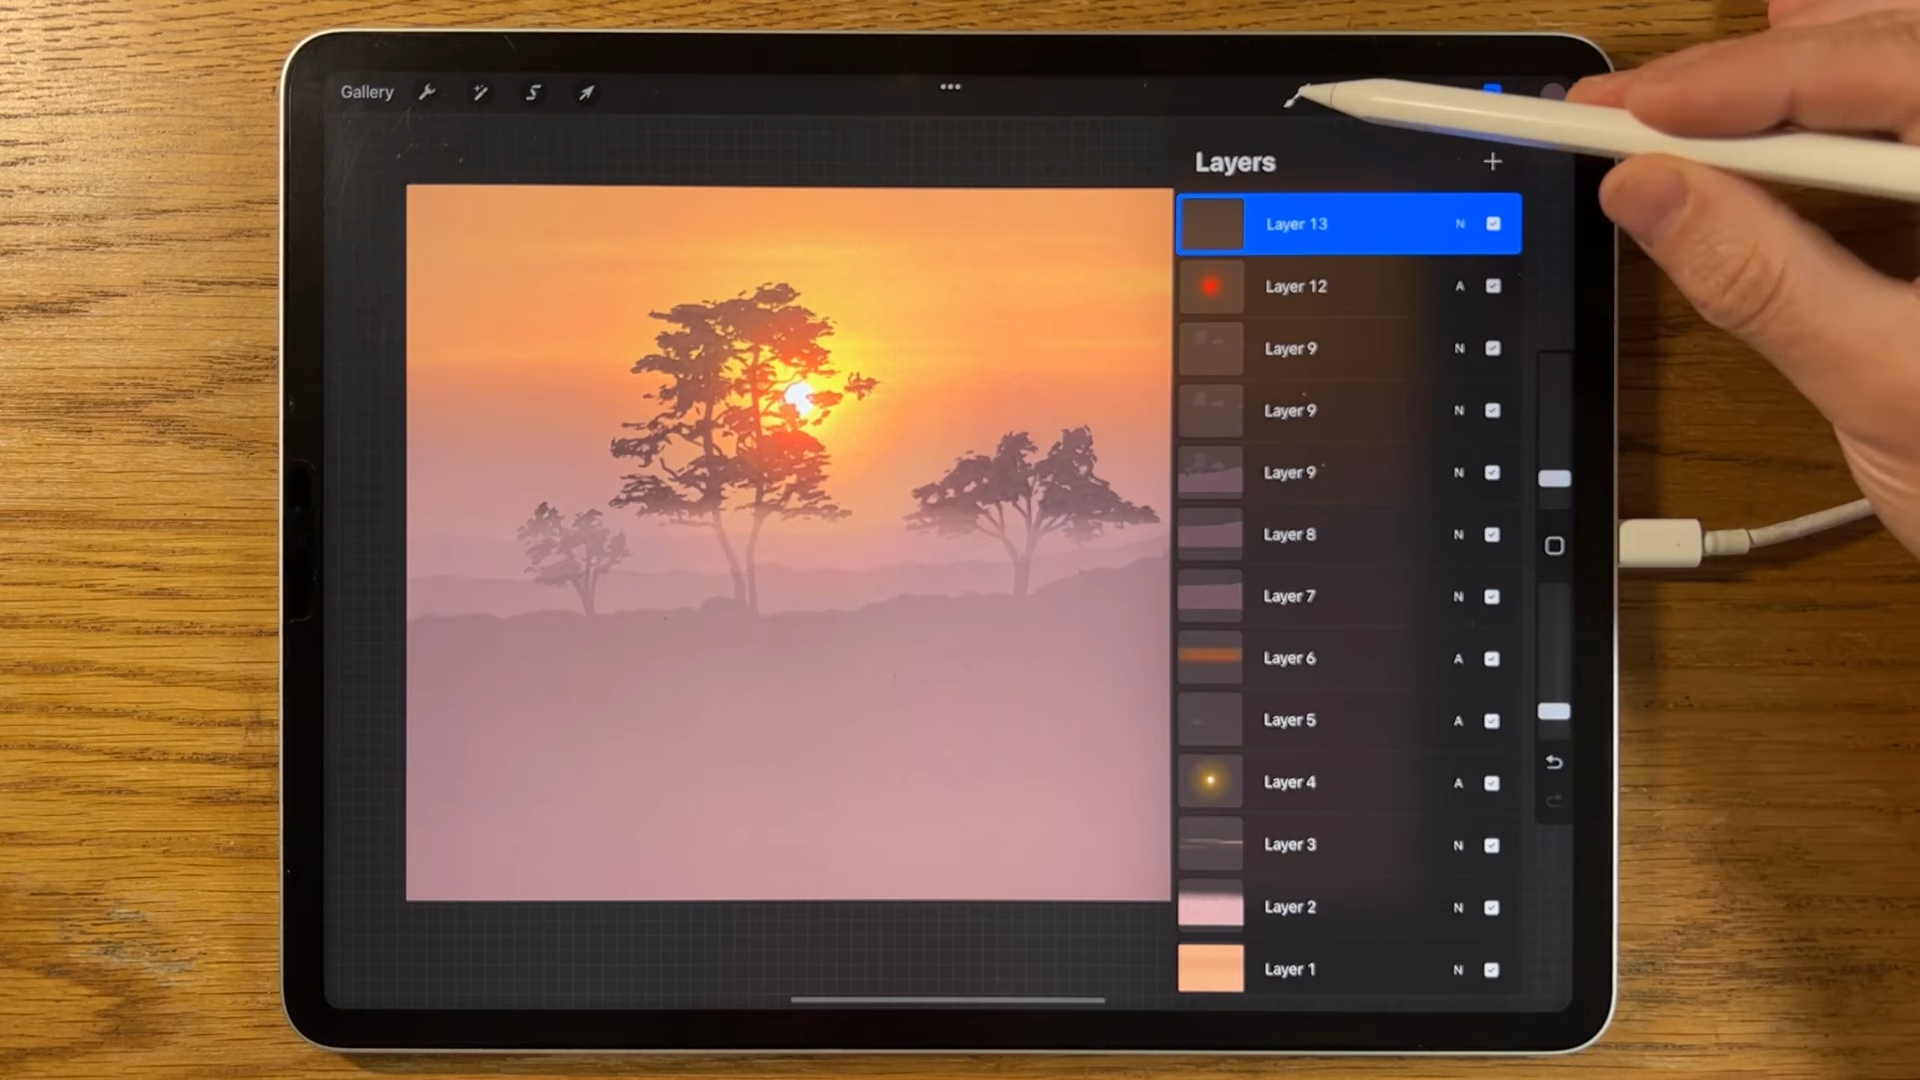 Gallery
Layers
Layer 13 N
Layer 12 A
Layer 9 N
Layer 9 N
Layer 9 N
Layer 8 N
Layer 7 N
Layer 6 A
Layer 5 A
Layer 4 A
Layer 3 N
Layer 2 N
Layer 1 N